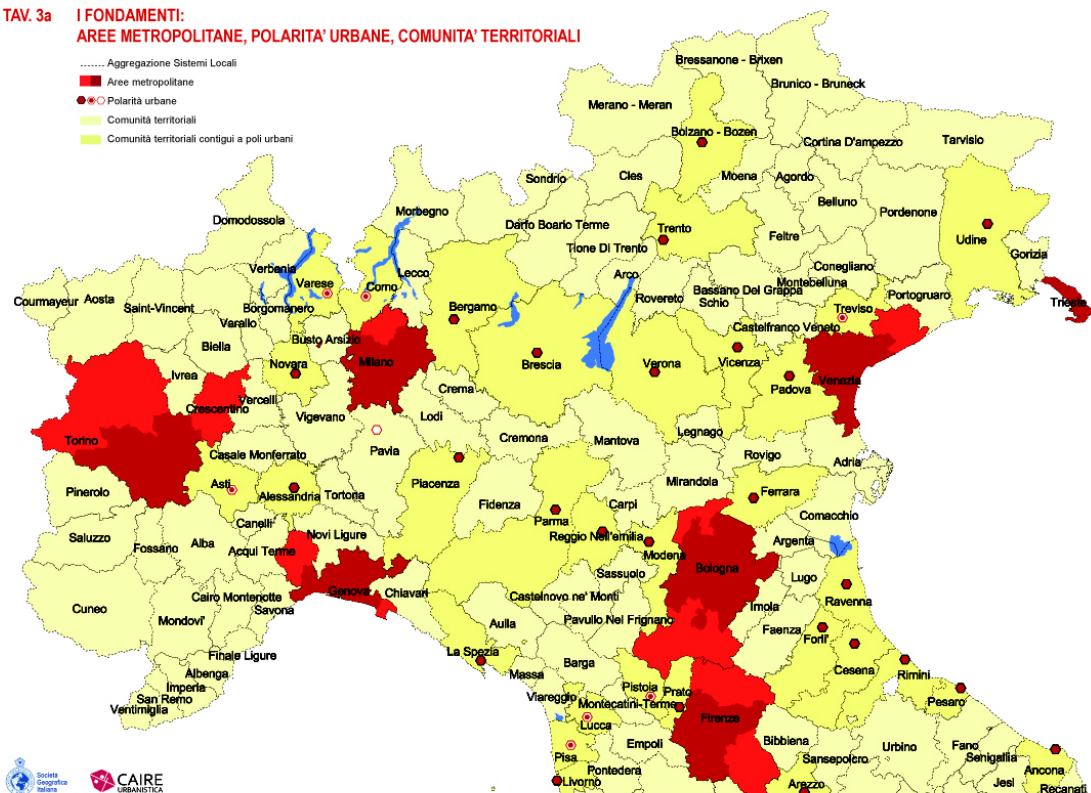 TAV. 3a I FONDAMENTI:
AREE METROPOLITANE, POLARITA' URBANE, COMUNITA' TERRITORIALI
Aggregazione Sistemi Locali
Aree metropolitane
Polarità urbane
Comunità territoriali
Comunità territoriali contigui a poli urbani
Bressanone - Brixen
Brunico - Bruneck
Merano - Meran
Bolzano - Bozen
Cortina D'ampezzo
Tarvisio
Sondrio
Cles
Moena
Agordo
Belluno
Domodossola
Morbegno
Darfo Boario Terme
Tione Di Trento
Trento
Feltre
Pordenone
Udine
Gorizia
Verbania
Varese
Como
Lecco
Arco
Rovereto
Bassano Del Grappa
Schio
Conegliano
Montebelluna
Portogruaro
Trieste
Courmayeur
Aosta
Saint-Vincent
Varallo
Borgomanero
Bergamo
Treviso
Castelfranco Veneto
Biella
Busto Arsizio
Milano
Brescia
Verona
Vicenza
Padova
Venezia
Novara
Ivrea
Crescentino
Vercelli
Vigevano
Crema
Lodi
Cremona
Mantova
Legnago
Rovigo
Adria
Torino
Casale Monferrato
Pavia
Pinerolo
Asti
Alessandria
Tortona
Piacenza
Fidenza
Parma
Carpi
Mirandola
Ferrara
Comacchio
Saluzzo
Fossano
Alba
Canelli
Acqui Terme
Novi Ligure
Reggio Nell'emilia
Modena
Bologna
Argenta
Cuneo
Mondovi'
Cairo Montenotte
Savona
Genova
Chiavari
Sassuolo
Castelnovo ne' Monti
Pavullo Nel Frignano
Lugo
Imola
Faenza
Ravenna
Forli'
Finale Ligure
Albenga
Imperia
San Remo
Ventimiglia
Aulla
La Spezia
Massa
Barga
Cesena
Rimini
Pesaro
Viareggio
Montecatini-Terme
Pistoia
Prato
Lucca
Firenze
Pisa
Empoli
Pontedera
Livorno
Bibbiena
Sansepolcro
Arezzo
Urbino
Fano
Senigallia
Jesi
Ancona
Recanati
Società
Geografica
Italiana
CAIRE
URBANISTICA